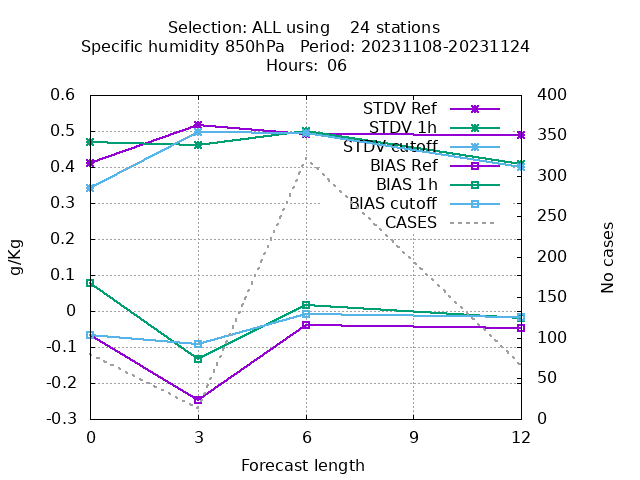 Selection: ALL using    24 stations
Specific humidity 850hPa   Period: 20231108-20231124
Hours:  06
0.6
0.5
0.4
0.3
0.2
0.1
0
-0.1
-0.2
-0.3
g/Kg
STDV Ref
STDV 1h
STDV cutoff
BIAS Ref
BIAS 1h
BIAS cutoff
CASES
400
350
300
250
200
150
100
50
0
No cases
0 3 6 9 12
Forecast length